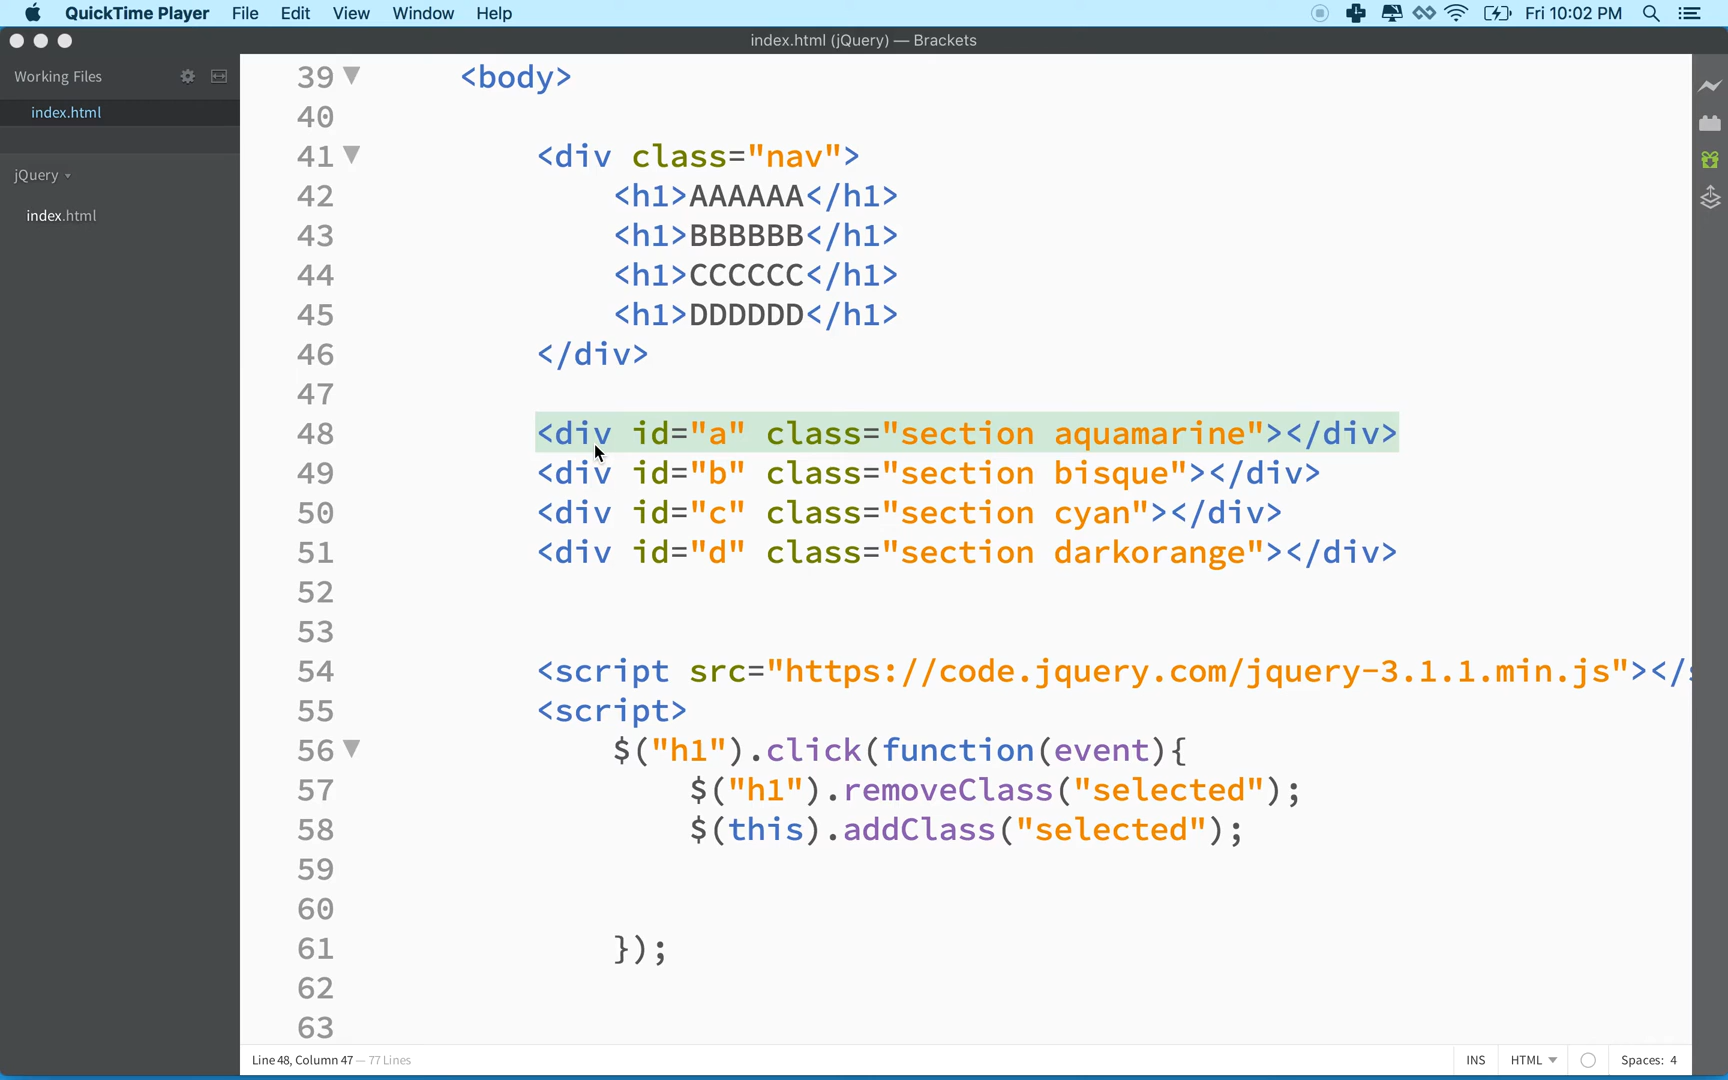 QuickTime Player File Edit View Window Help Fri 10:02 PM
index.html (jQuery) — Brackets
Working Files
index.html
jQuery
index.html
39 <body>
40
41 <div class="nav">
42 <h1>AAAAAA</h1>
43 <h1>BBBBBB</h1>
44 <h1>CCCCCC</h1>
45 <h1>DDDDDD</h1>
46 </div>
47
48 <div id="a" class="section aquamarine"></div>
49 <div id="b" class="section bisque"></div>
50 <div id="c" class="section cyan"></div>
51 <div id="d" class="section darkorange"></div>
52
53
54 <script src="https://code.jquery.com/jquery-3.1.1.min.js"></s
55 <script>
56 $("h1").click(function(event){
57 $("h1").removeClass("selected");
58 $(this).addClass("selected");
59
60
61 });
62
63
Line 48, Column 47 — 77 Lines INS HTML Spaces: 4